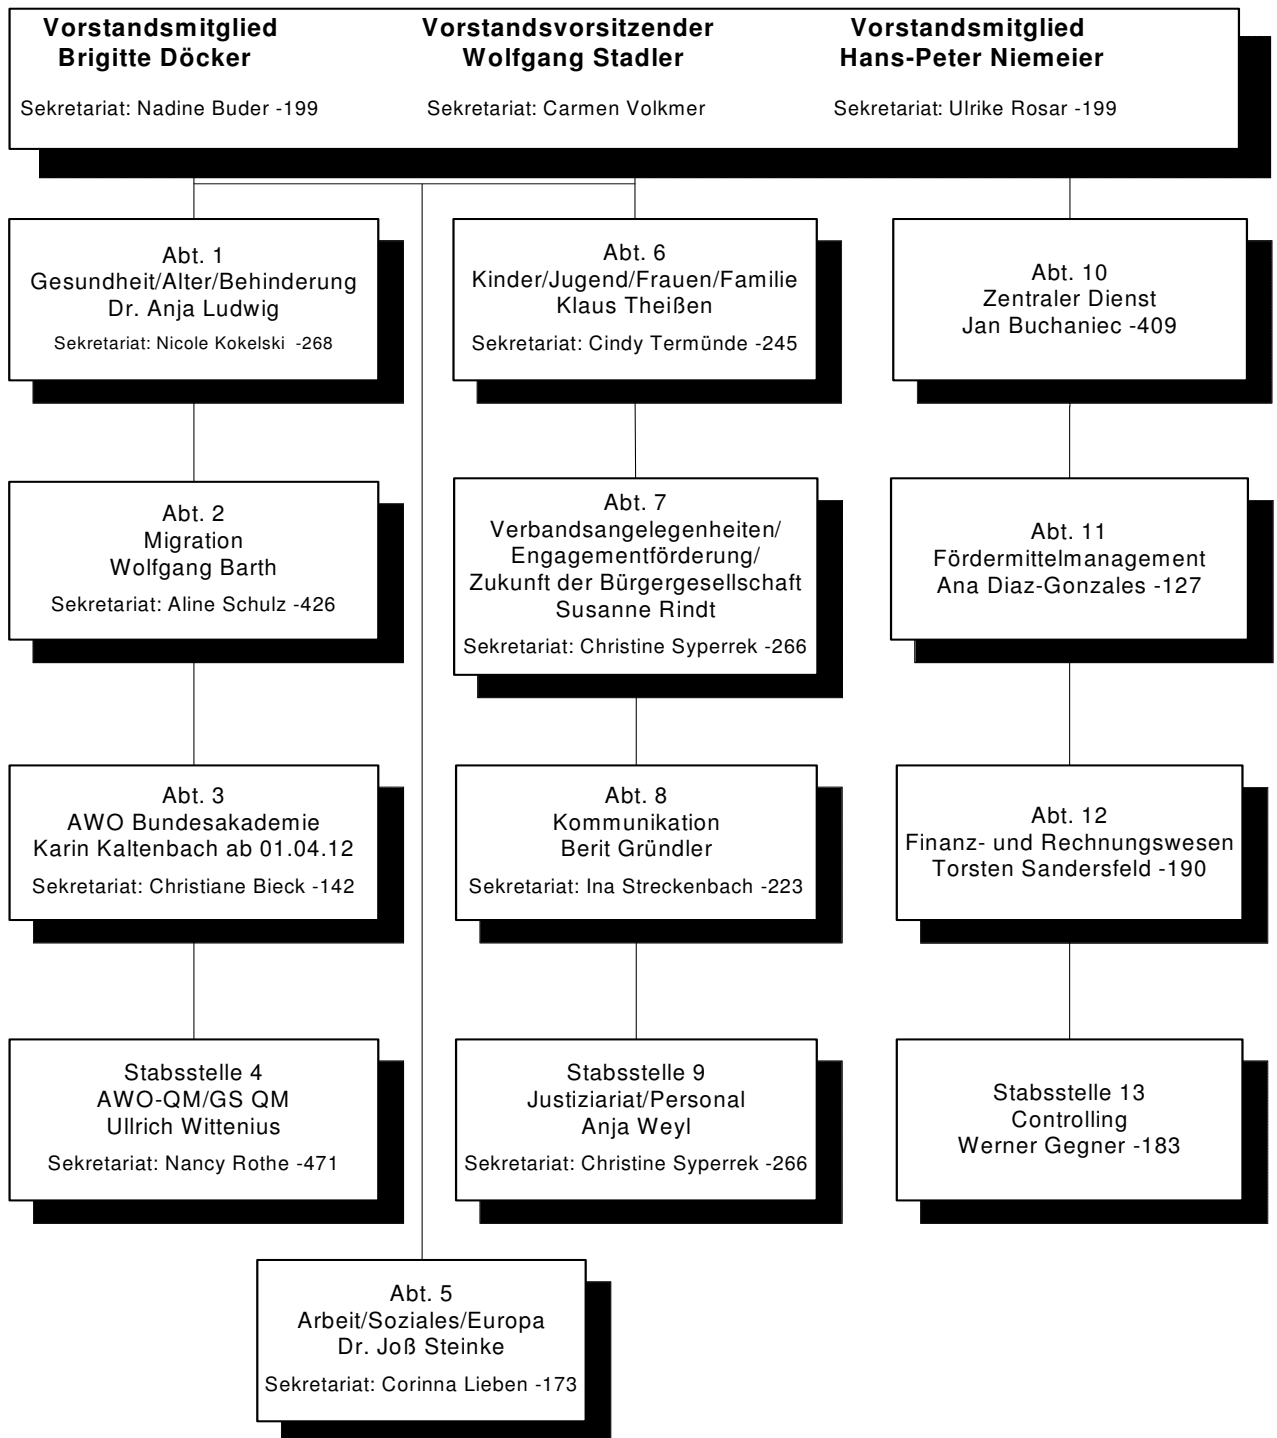 Vorstandsmitglied
Brigitte Döcker
Sekretariat: Nadine Buder -199
Vorstandsvorsitzender
Wolfgang Stadler
Sekretariat: Carmen Volkmer
Vorstandsmitglied
Hans-Peter Niemeier
Sekretariat: Ulrike Rosar -199
Abt. 1
Gesundheit/Alter/Behinderung
Dr. Anja Ludwig
Sekretariat: Nicole Kokelski -268
Abt. 6
Kinder/Jugend/Frauen/Familie
Klaus Theißen
Sekretariat: Cindy Termünde -245
Abt. 10
Zentraler Dienst
Jan Buchaniec -409
Abt. 2
Migration
Wolfgang Barth
Sekretariat: Aline Schulz -426
Abt. 7
Verbandsangelegenheiten/
Engagementförderung/
Zukunft der Bürgergesellschaft
Susanne Rindt
Sekretariat: Christine Syperrek -266
Abt. 11
Fördermittelmanagement
Ana Diaz-Gonzales -127
Abt. 3
AWO Bundesakademie
Karin Kaltenbach ab 01.04.12
Sekretariat: Christiane Bieck -142
Abt. 8
Kommunikation
Berit Gründler
Sekretariat: Ina Streckenbach -223
Abt. 12
Finanz- und Rechnungswesen
Torsten Sandersfeld -190
Stabsstelle 4
AWO-QM/GS QM
Ullrich Wittenius
Sekretariat: Nancy Rothe -471
Stabsstelle 9
Justiziariat/Personal
Anja Weyl
Sekretariat: Christine Syperrek -266
Stabsstelle 13
Controlling
Werner Gegner -183
Abt. 5
Arbeit/Soziales/Europa
Dr. Joß Steinke
Sekretariat: Corinna Lieben -173